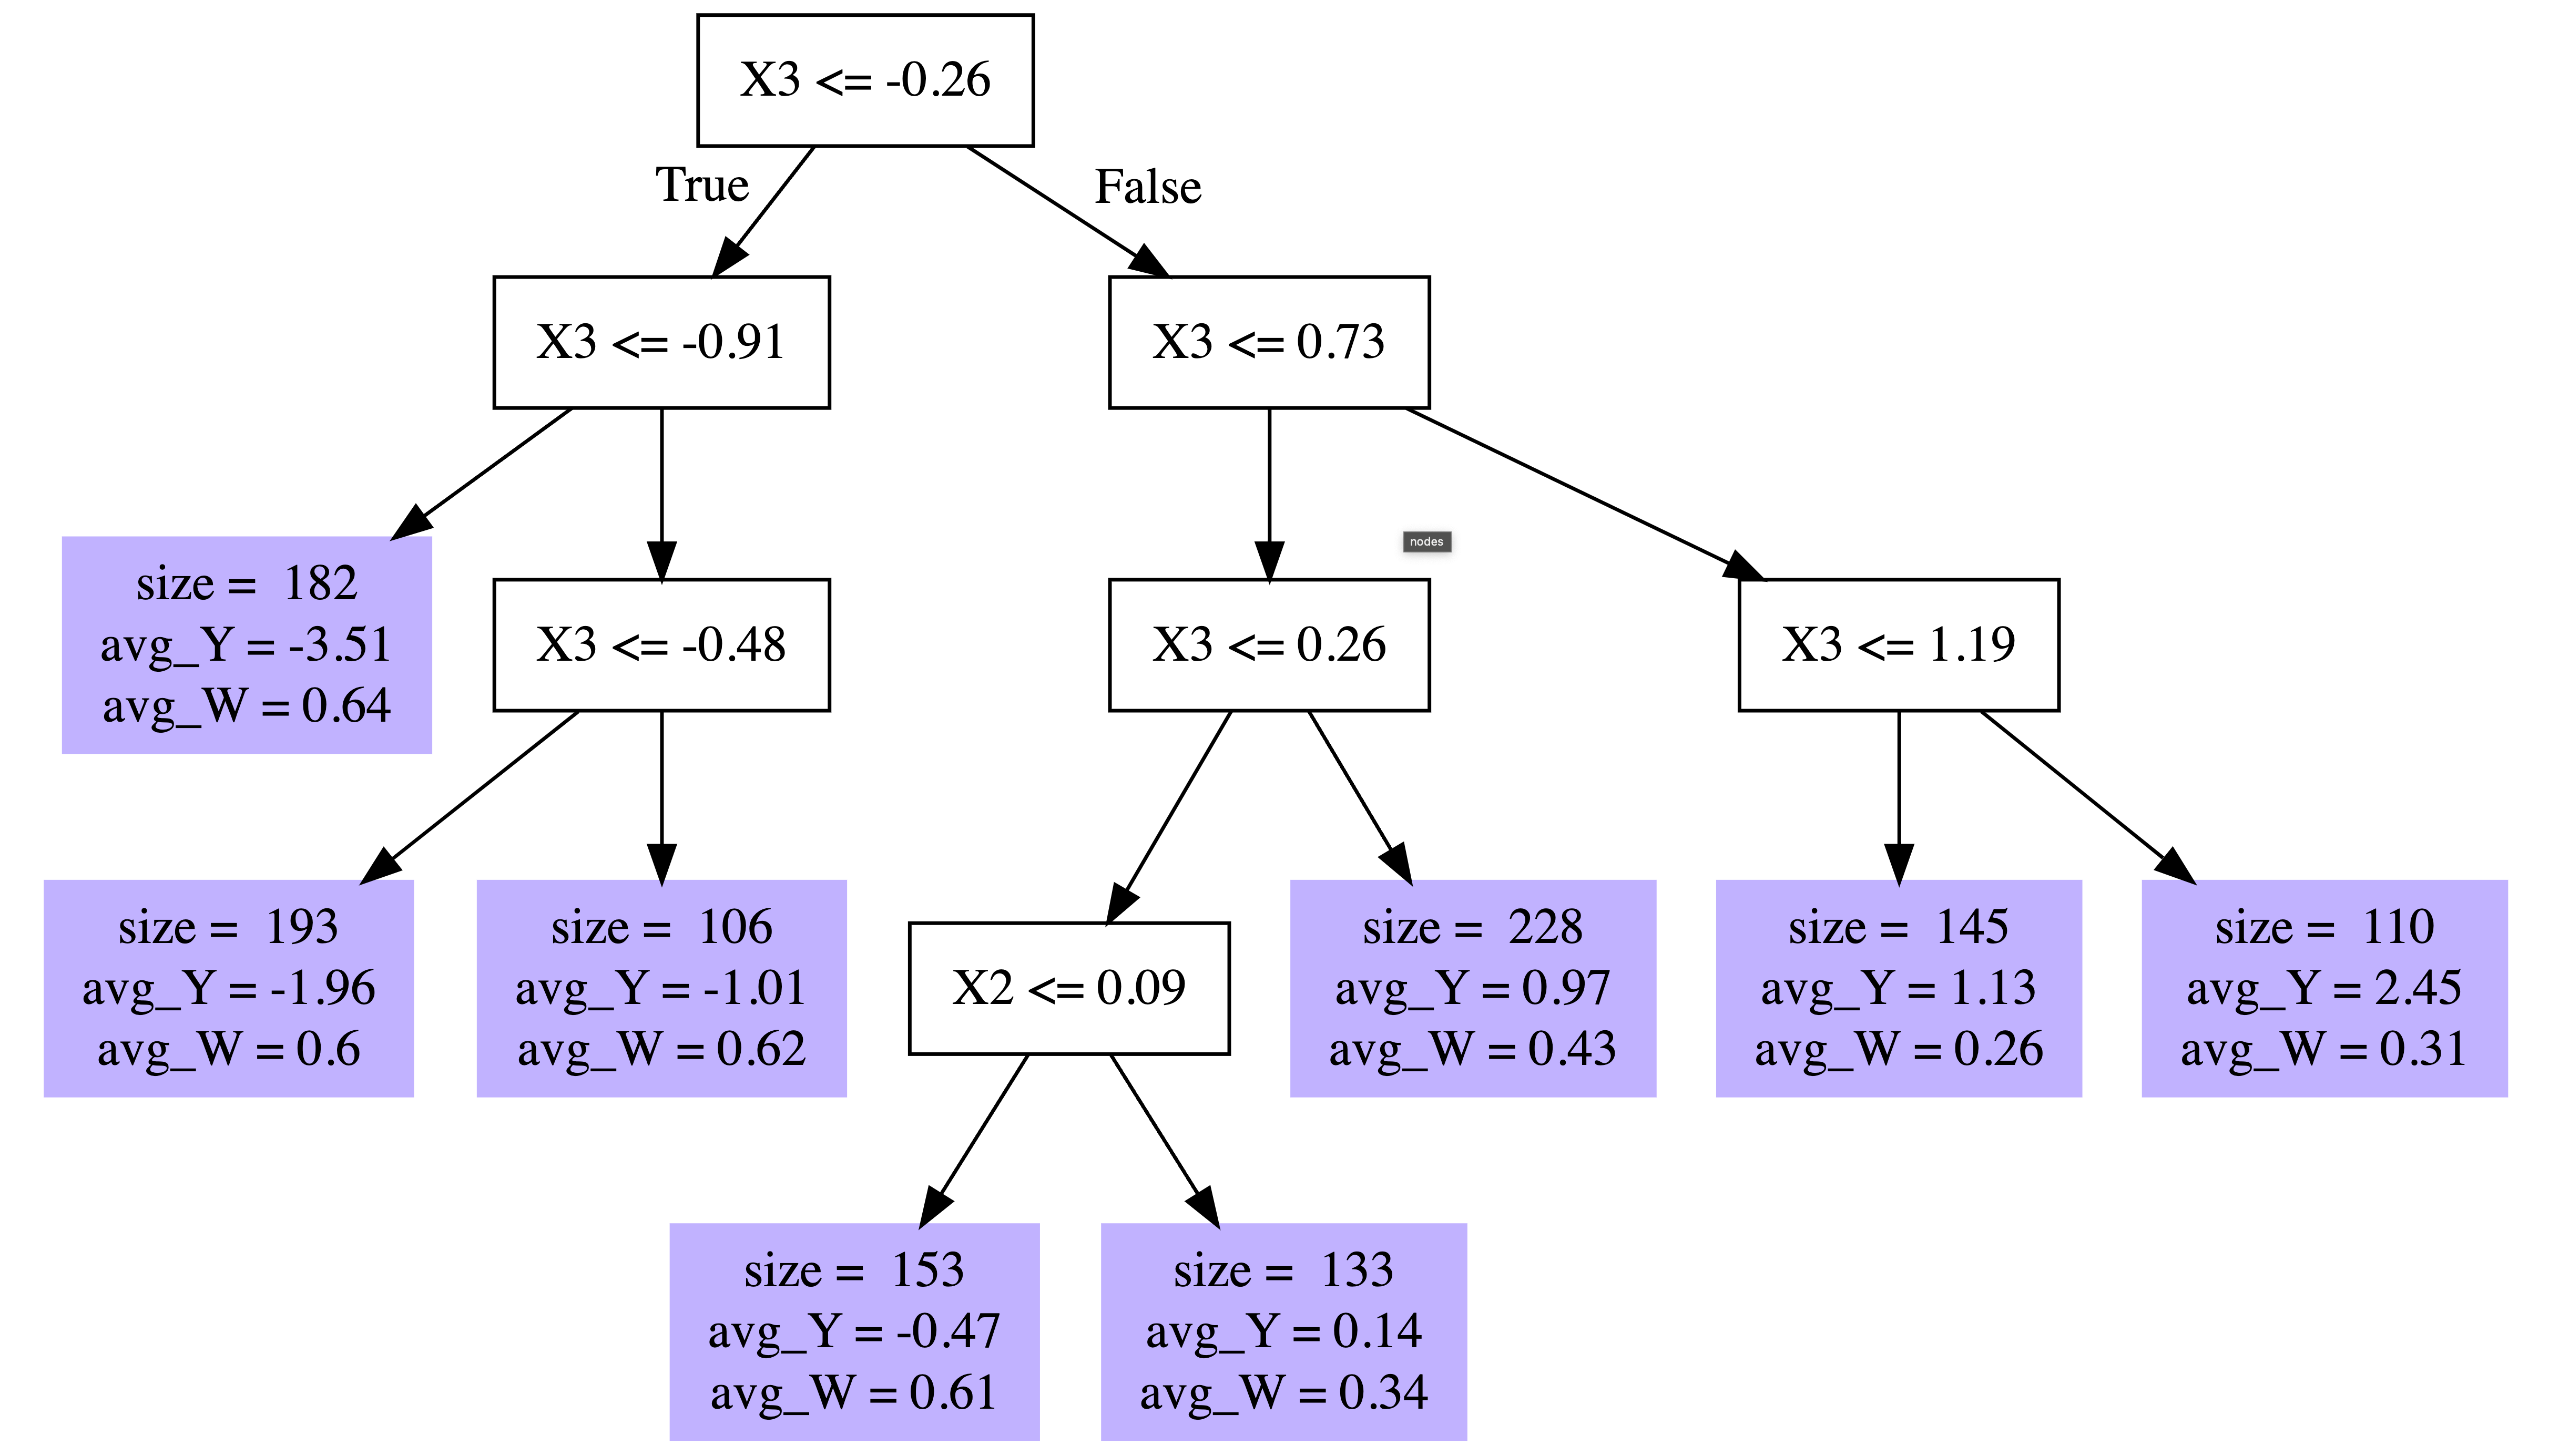 X3 <= -0.26
True
False
X3 <= -0.91
X3 <= 0.73
nodes
size =  182
avg_Y = -3.51
avg_W = 0.64
X3 <= -0.48
X3 <= 0.26
X3 <= 1.19
size =  193
avg_Y = -1.96
avg_W = 0.6
size =  106
avg_Y = -1.01
avg_W = 0.62
X2 <= 0.09
size =  228
avg_Y = 0.97
avg_W = 0.43
size =  145
avg_Y = 1.13
avg_W = 0.26
size =  110
avg_Y = 2.45
avg_W = 0.31
size =  153
avg_Y = -0.47
avg_W = 0.61
size =  133
avg_Y = 0.14
avg_W = 0.34